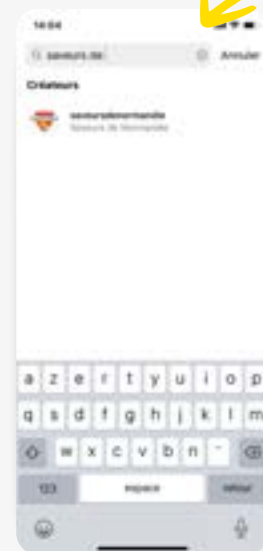 14:04
saveurs de
Annuler
Créateurs
saveursdenormandie
Saveurs de Normandie
a z e r t y u i o p
q s d f g h j k l m
w x c v b n
123 espace retour